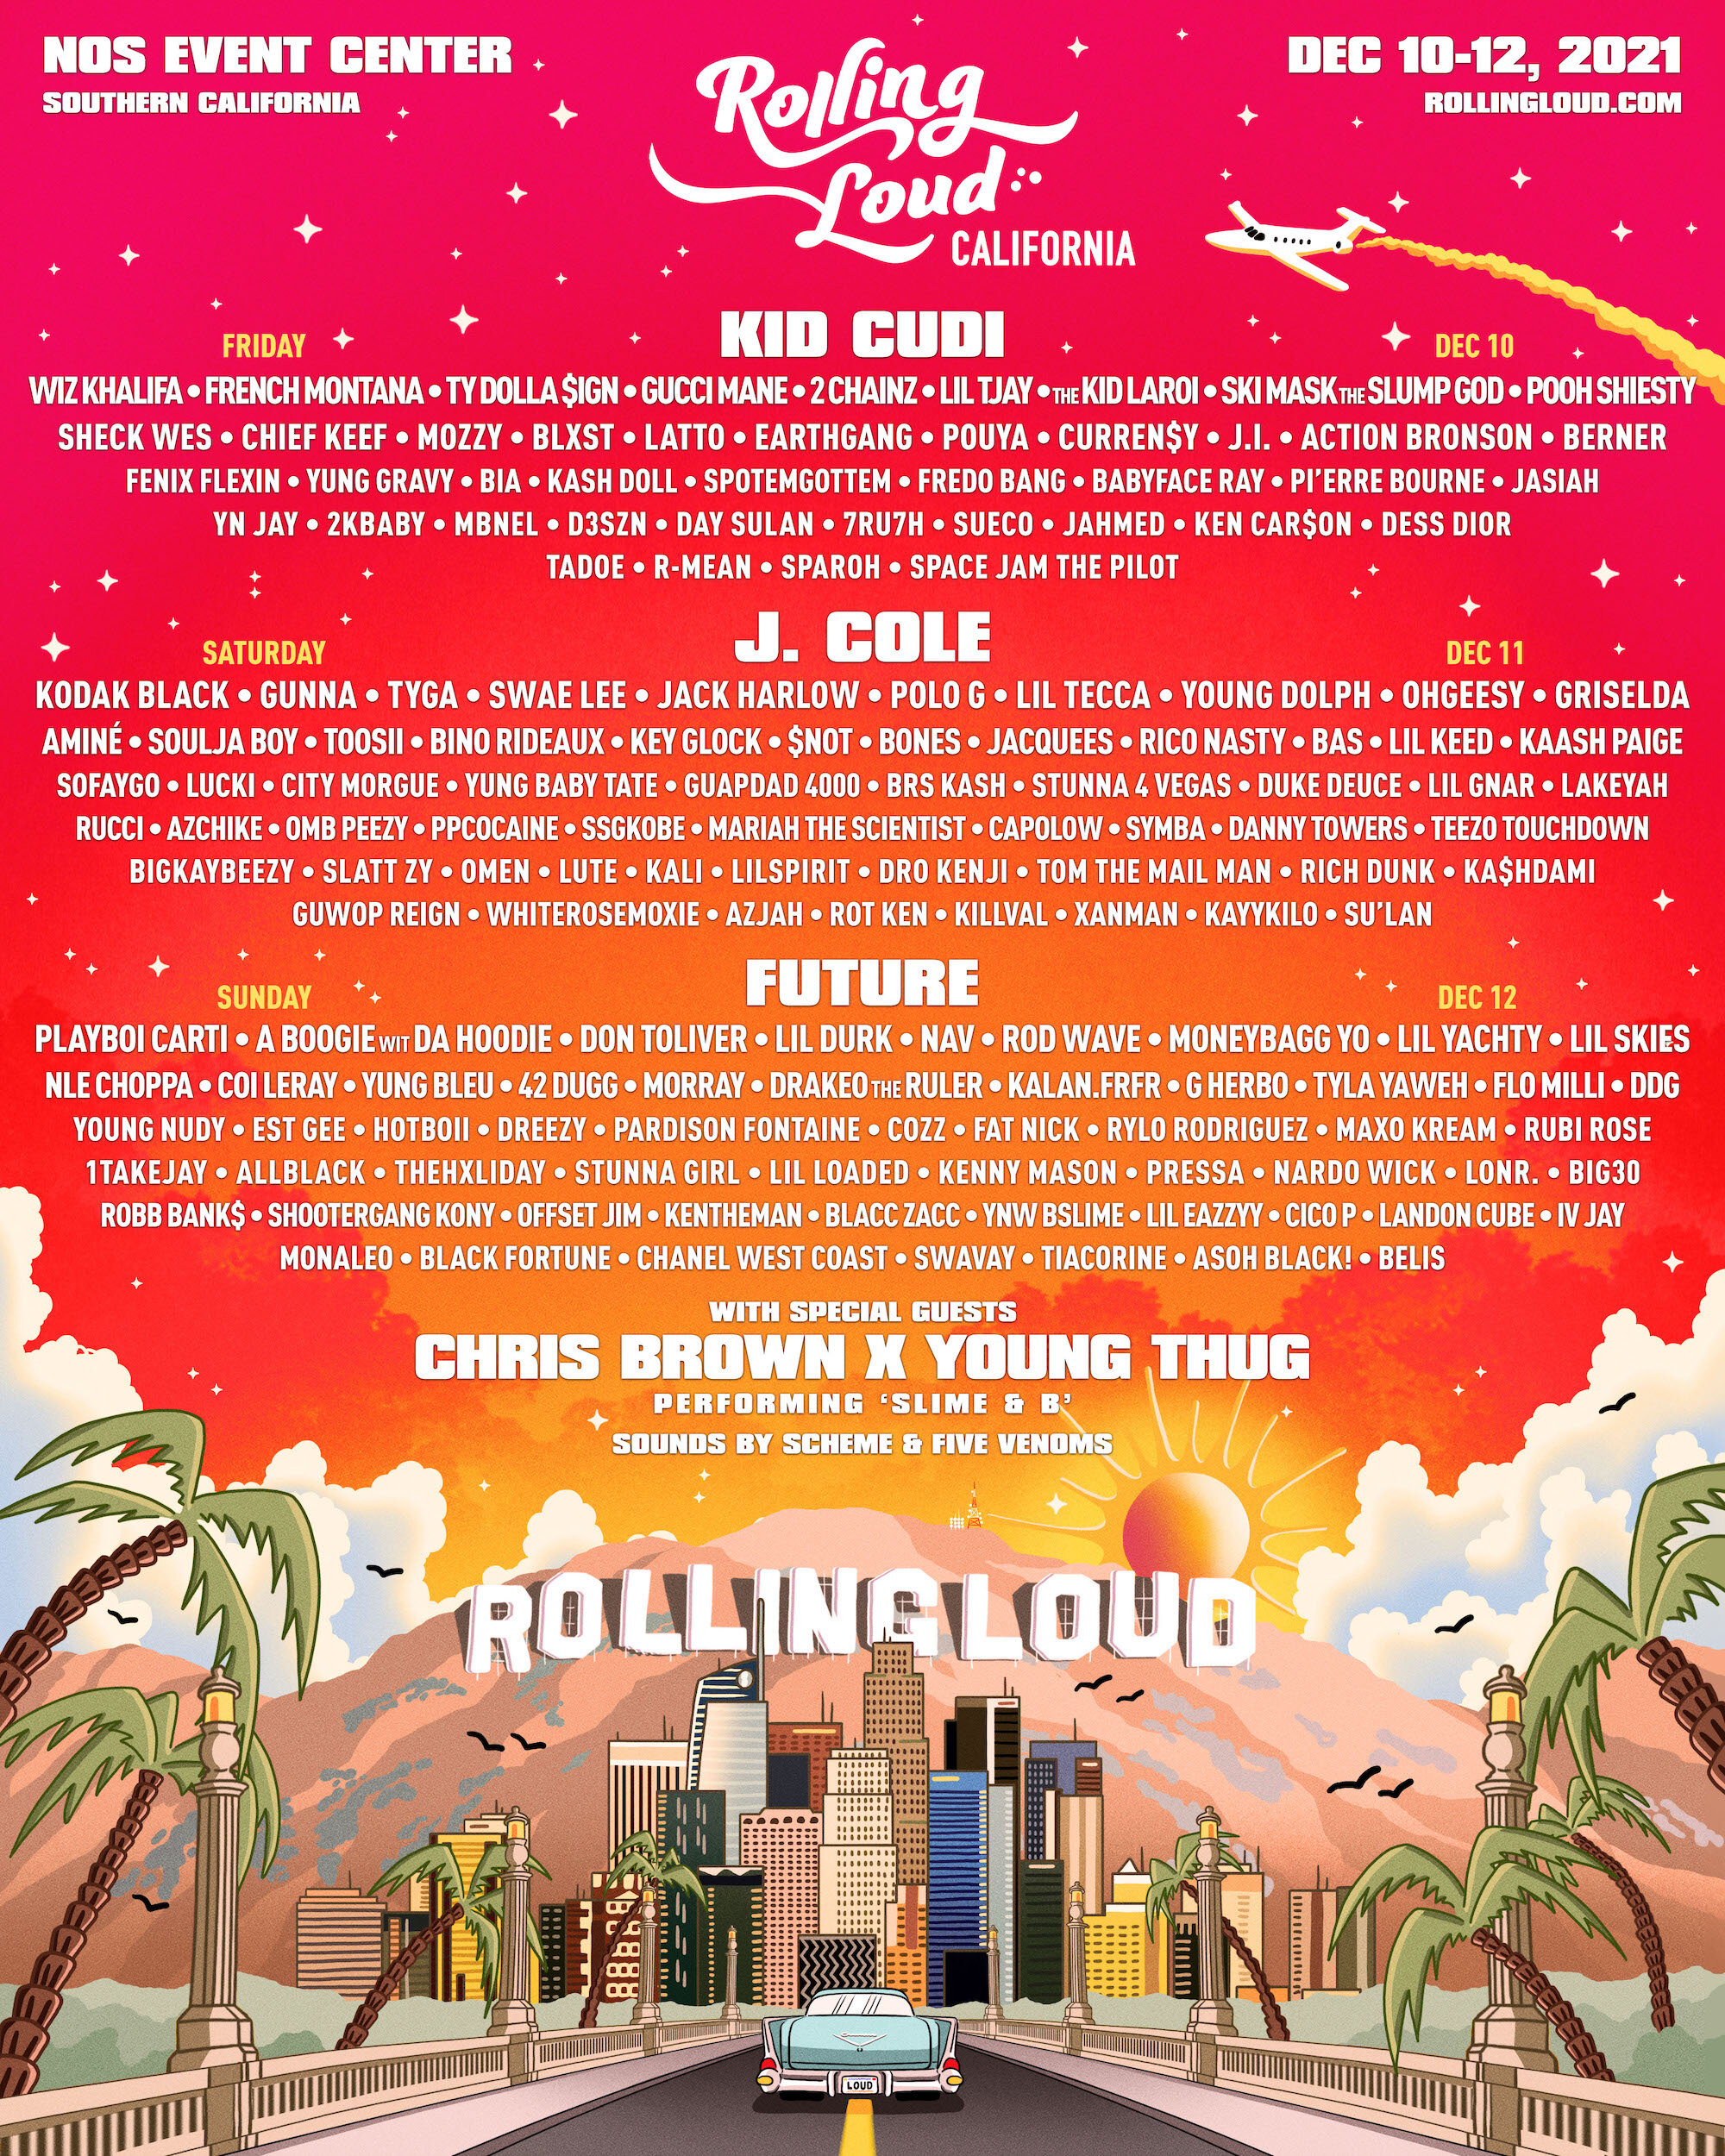 NOS EVENT CENTER
SOUTHERN CALIFORNIA
Rolling
Loud
CALIFORNIA
DEC 10-12, 2021
ROLLINGLOUD.COM
FRIDAY
KID CUDI
DEC 10
WIZ KHALIFA • FRENCH MONTANA • TY DOLLA $IGN • GUCCI MANE • 2 CHAINZ • LIL TJAY • THE KID LAROI • SKI MASK THE SLUMP GOD • POOH SHIESTY
SHECK WES • CHIEF KEEF • MOZZY • BLXST • LATTO • EARTHGANG • POUYA • CURREN$Y • J.I. • ACTION BRONSON • BERNER
FENIX FLEXIN • YUNG GRAVY • BIA • KASH DOLL • SPOTEMGOTTEM • FREDO BANG • BABYFACE RAY • PI'ERRE BOURNE • JASIAH
YN JAY • 2KBABY • MBNEL • D3SZN • DAY SULAN • 7RU7H • SUECO • JAHMED • KEN CAR$ON • DESS DIOR
TADOE • R-MEAN • SPAROH • SPACE JAM THE PILOT
SATURDAY
J. COLE
DEC 11
KODAK BLACK • GUNNA • TYGA • SWAE LEE • JACK HARLOW • POLO G • LIL TECCA • YOUNG DOLPH • OHGEESY • GRISELDA
AMINÉ • SOULJA BOY • TOOSII • BINO RIDEAUX • KEY GLOCK • $NOT • BONES • JACQUEES • RICO NASTY • BAS • LIL KEED • KAASH PAIGE
SOFAYGO • LUCKI • CITY MORGUE • YUNG BABY TATE • GUAPDAD 4000 • BRS KASH • STUNNA 4 VEGAS • DUKE DEUCE • LIL GNAR • LAKEYAH
RUCCI • AZCHIKE • OMB PEEZY • PPCOCAINE • SSGKOBE • MARIAH THE SCIENTIST • CAPOLOW • SYMBA • DANNY TOWERS • TEEZO TOUCHDOWN
BIGKAYBEEZY • SLATT ZY • OMEN • LUTE • KALI • LILSPIRIT • DRO KENJI • TOM THE MAIL MAN • RICH DUNK • KA$HDAMI
GUWOP REIGN • WHITEROSEMOXIE • AZJAH • ROT KEN • KILLVAL • XANMAN • KAYYKILO • SU'LAN
SUNDAY
FUTURE
DEC 12
PLAYBOI CARTI • A BOOGIE WIT DA HOODIE • DON TOLIVER • LIL DURK • NAV • ROD WAVE • MONEYBAGG YO • LIL YACHTY • LIL SKIES
NLE CHOPPA • COI LERAY • YUNG BLEU • 42 DUGG • MORRAY • DRAKEO THE RULER • KALAN.FRFR • G HERBO • TYLA YAWEH • FLO MILLI • DDG
YOUNG NUDY • EST GEE • HOTBOII • DREEZY • PARDISON FONTAINE • COZZ • FAT NICK • RYLO RODRIGUEZ • MAXO KREAM • RUBI ROSE
1TAKEJAY • ALLBLACK • THEHXLIDAY • STUNNA GIRL • LIL LOADED • KENNY MASON • PRESSA • NARDO WICK • LONR. • BIG30
ROBB BANK$ • SHOOTERGANG KONY • OFFSET JIM • KENTHEMAN • BLACC ZACC • YNW BSLIME • LIL EAZZYY • CICO P • LANDON CUBE • IV JAY
MONALEO • BLACK FORTUNE • CHANEL WEST COAST • SWAVAY • TIACORINE • ASOH BLACK! • BELIS
WITH SPECIAL GUESTS
CHRIS BROWN X YOUNG THUG
PERFORMING 'SLIME & B'
SOUNDS BY SCHEME & FIVE VENOMS
ROLLING LOUD
LOUD